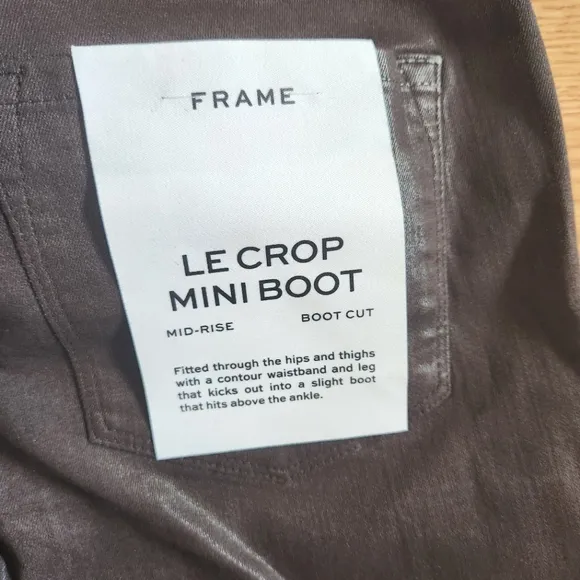 FRAME
LE CROP
MINI BOOT
MID-RISE BOOT CUT
Fitted through the hips and thighs
with a contour waistband and leg
that kicks out into a slight boot
that hits above the ankle.